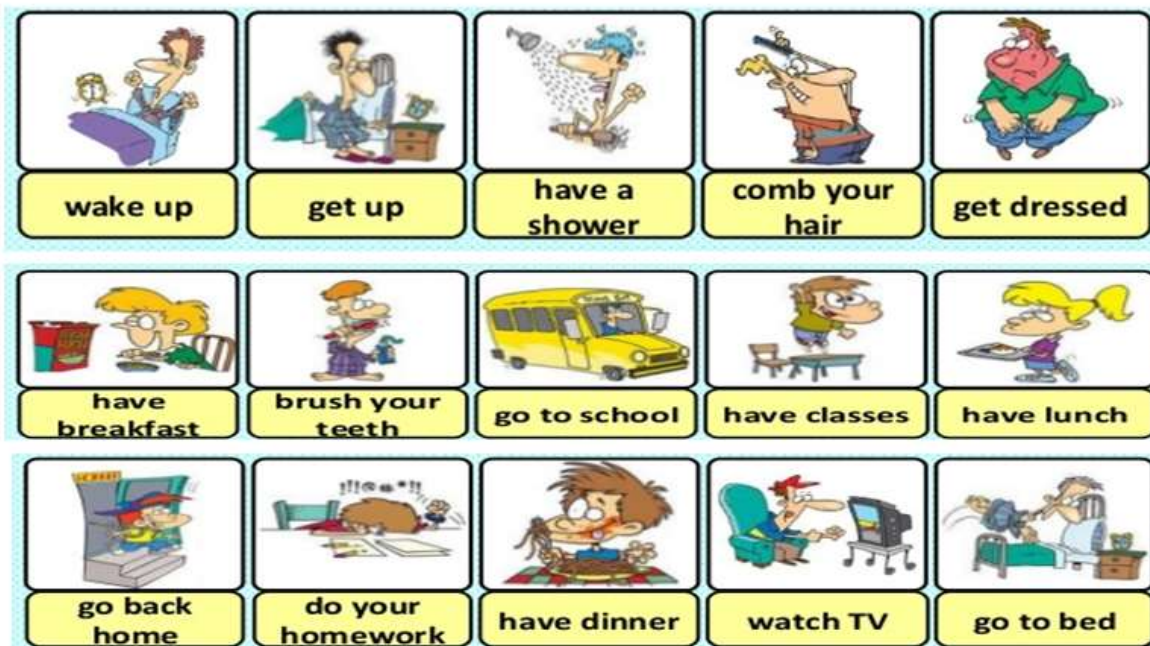 wake up
get up
have a
shower
comb your
hair
get dressed
have
breakfast
brush your
teeth
go to school
have classes
have lunch
go back
home
do your
homework
have dinner
watch TV
go to bed
!!!@*!!